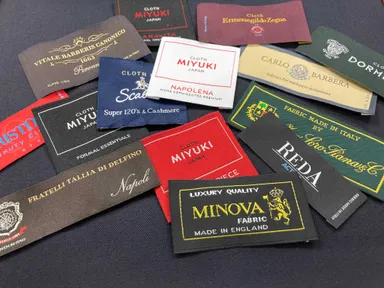 CLOTH
MIYUKI
JAPAN
CLOTH
Ermenegildo Zegna
VITALE BARBERIS CANONICO
1663
CLOTH
MIYUKI
JAPAN
NAPOLENA
CLOTH
Scabal
Super 120's & Cashmere
CARLO BARBERA
DORM
CLOTH
MIYUKI
JAPAN
FORMAL ESSENTIALS
CLOTH
MIYUKI
JAPAN
PIECE
FABRIC MADE IN ITALY
BY
REDA
FRATELLI TALLIA DI DELFINO
Napoli
LUXURY QUALITY
MINOVA
FABRIC
MADE IN ENGLAND